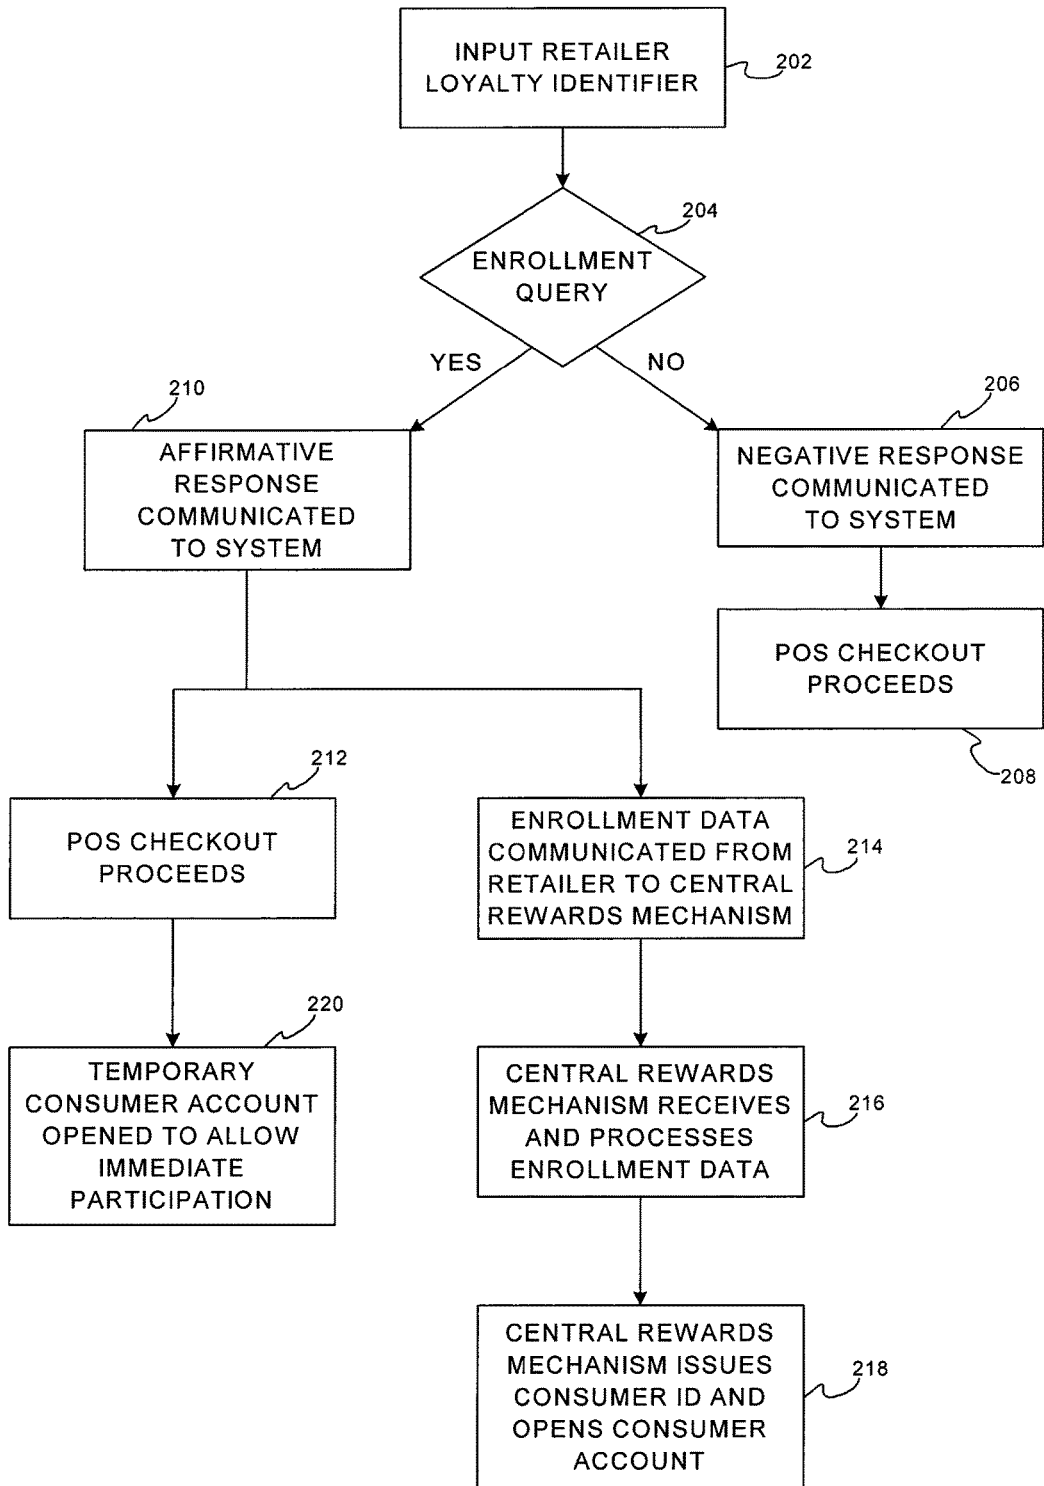 INPUT RETAILER
LOYALTY IDENTIFIER
202
204
ENROLLMENT
QUERY
YES
NO
210
206
AFFIRMATIVE
RESPONSE
COMMUNICATED
TO SYSTEM
NEGATIVE RESPONSE
COMMUNICATED
TO SYSTEM
POS CHECKOUT
PROCEEDS
208
212
POS CHECKOUT
PROCEEDS
ENROLLMENT DATA
COMMUNICATED FROM
RETAILER TO CENTRAL
REWARDS MECHANISM
214
220
TEMPORARY
CONSUMER ACCOUNT
OPENED TO ALLOW
IMMEDIATE
PARTICIPATION
CENTRAL REWARDS
MECHANISM RECEIVES
AND PROCESSES
ENROLLMENT DATA
216
CENTRAL REWARDS
MECHANISM ISSUES
CONSUMER ID AND
OPENS CONSUMER
ACCOUNT
218